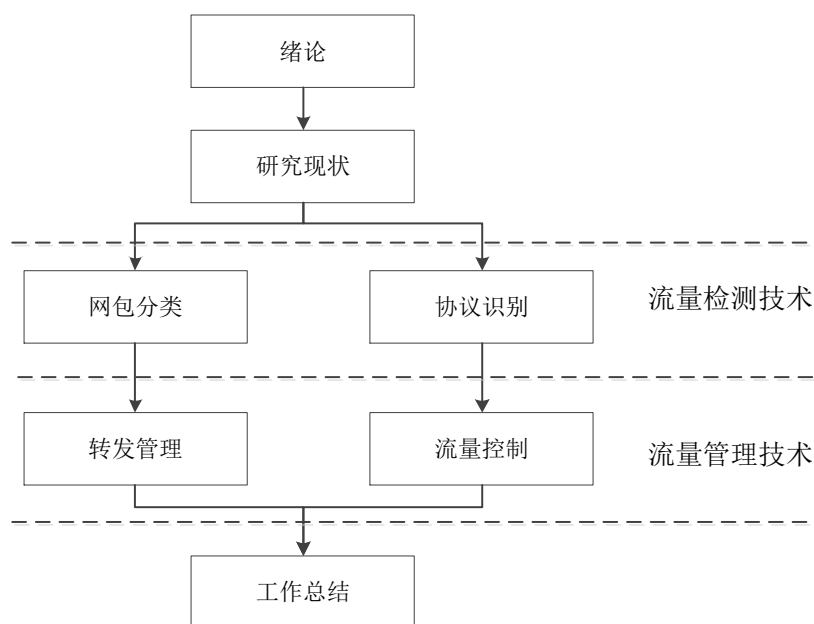 绪论
研究现状
网包分类
协议识别
流量检测技术
转发管理
流量控制
流量管理技术
工作总结